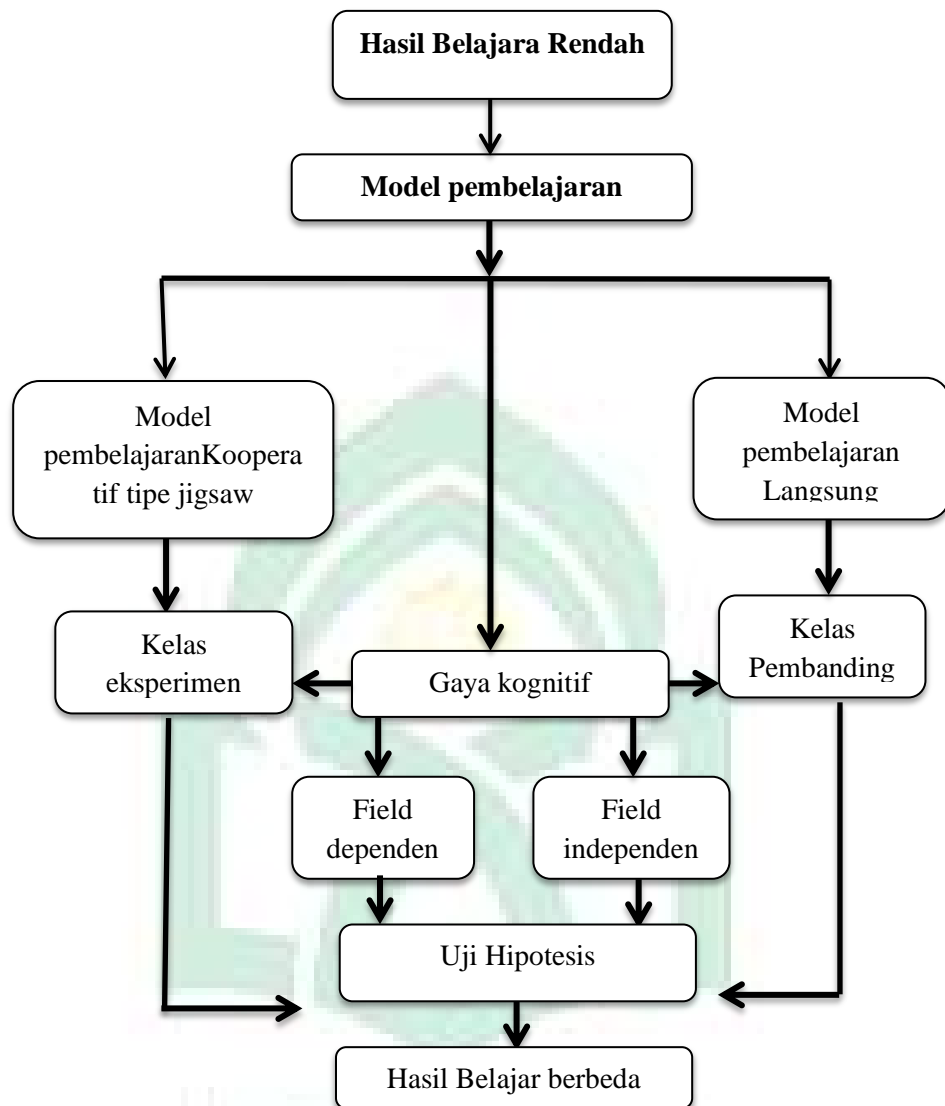 Hasil Belajara Rendah
Model pembelajaran
Model
pembelajaranKoopera
tif tipe jigsaw
Model
pembelajaran
Langsung
Kelas
eksperimen
Gaya kognitif
Kelas
Pembanding
Field
dependen
Field
independen
Uji Hipotesis
Hasil Belajar berbeda